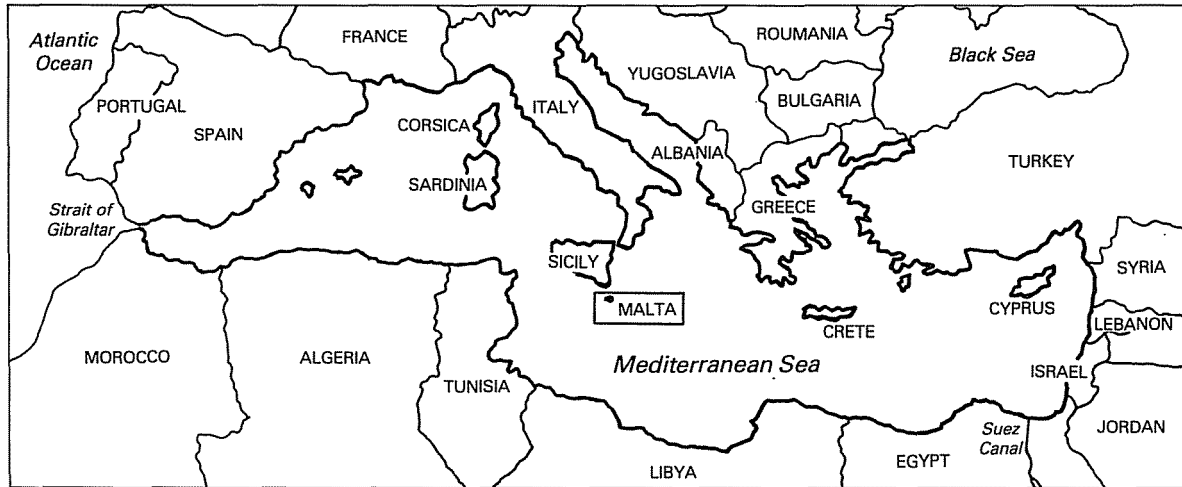 Atlantic
Ocean
FRANCE
ROUMANIA
Black Sea
YUGOSLAVIA
PORTUGAL
SPAIN
CORSICA
ITALY
BULGARIA
ALBANIA
TURKEY
SARDINIA
GREECE
Strait of
Gibraltar
SICILY
SYRIA
MALTA
CYPRUS
CRETE
LEBANON
MOROCCO
ALGERIA
TUNISIA
Mediterranean Sea
ISRAEL
Suez
Canal
JORDAN
LIBYA
EGYPT